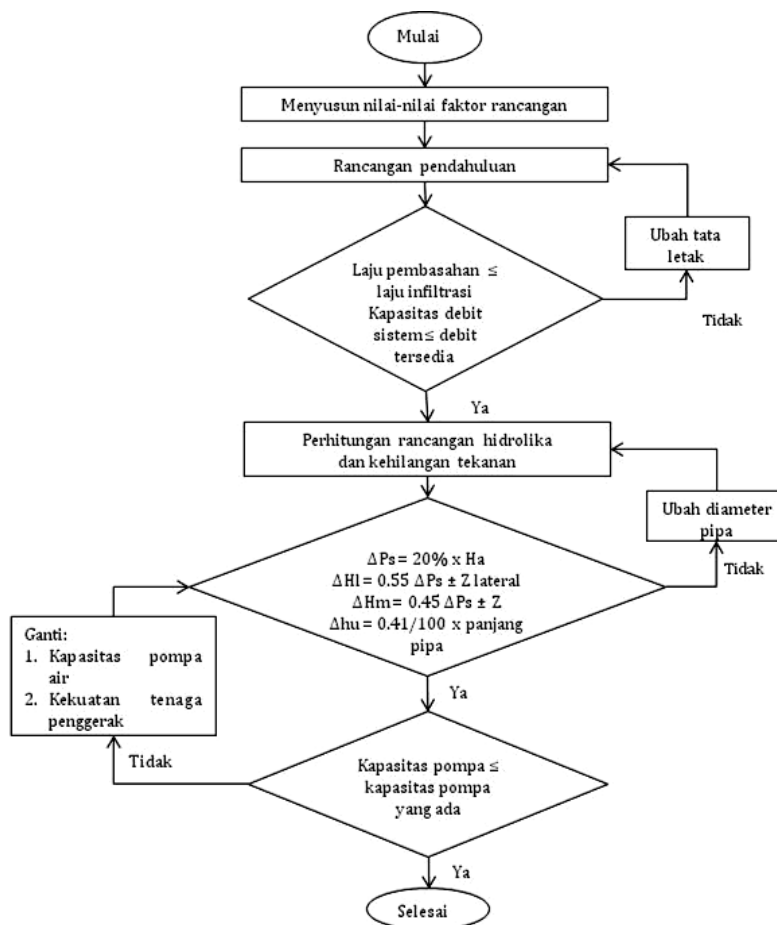 Mulai
Menyusun nilai-nilai faktor rancangan
Rancangan pendahuluan
Ubah tata
letak
Laju pembasahan ≤
laju infiltrasi
Kapasitas debit
sistem ≤ debit
tersedia
Tidak
Ya
Perhitungan rancangan hidrolika
dan kehilangan tekanan
Ubah diameter
pipa
ΔPs = 20% x Ha
ΔHl = 0.55 ΔPs ± Z lateral
ΔHm = 0.45 ΔPs ± Z
Δhu = 0.41/100 x panjang
pipa
Tidak
Ganti:
1. Kapasitas pompa
air
2. Kekuatan tenaga
penggerak
Ya
Tidak
Kapasitas pompa ≤
kapasitas pompa
yang ada
Ya
Selesai